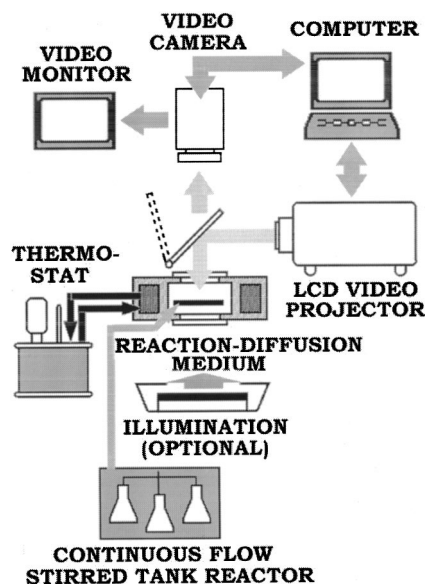 VIDEO
CAMERA
COMPUTER
VIDEO
MONITOR
THERMO-
STAT
LCD VIDEO
PROJECTOR
REACTION-DIFFUSION
MEDIUM
ILLUMINATION
(OPTIONAL)
CONTINUOUS FLOW
STIRRED TANK REACTOR